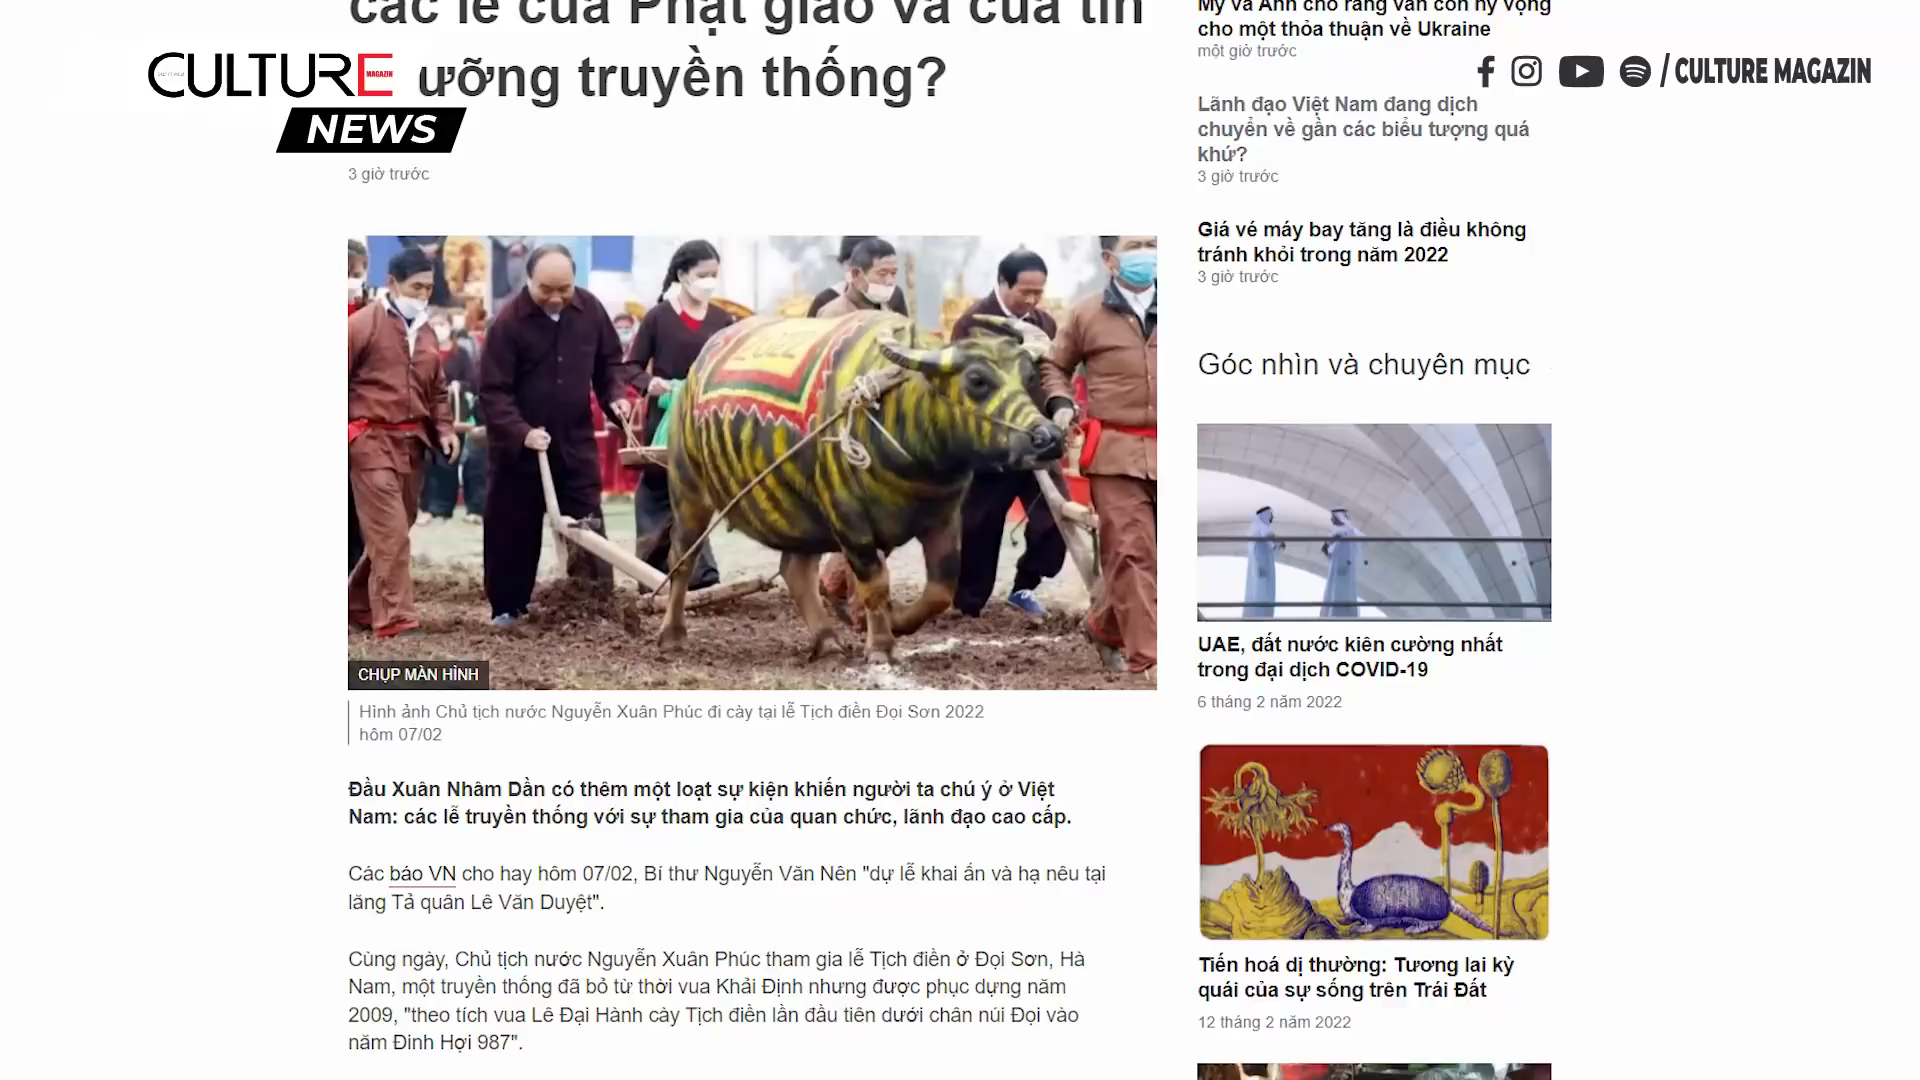 các lễ của Phật giáo và của tín
ưỡng truyền thống?
CULTURE
MAGAZIN
NEWS
3 giờ trước
CHỤP MÀN HÌNH
Hình ảnh Chủ tịch nước Nguyễn Xuân Phúc đi cày tại lễ Tịch điền Đọi Sơn 2022
hôm 07/02
Đầu Xuân Nhâm Dần có thêm một loạt sự kiện khiến người ta chú ý ở Việt
Nam: các lễ truyền thống với sự tham gia của quan chức, lãnh đạo cao cấp.
Các báo VN cho hay hôm 07/02, Bí thư Nguyễn Văn Nên "dự lễ khai ấn và hạ nêu tại
lăng Tả quân Lê Văn Duyệt".
Cùng ngày, Chủ tịch nước Nguyễn Xuân Phúc tham gia lễ Tịch điền ở Đọi Sơn, Hà
Nam, một truyền thống đã bỏ từ thời vua Khải Định nhưng được phục dựng năm
2009, "theo tích vua Lê Đại Hành cày Tịch điền lần đầu tiên dưới chân núi Đọi vào
năm Đinh Hợi 987".
Mỹ và Anh cho rằng vẫn còn hy vọng
cho một thỏa thuận về Ukraine
một giờ trước
/ CULTURE MAGAZIN
Lãnh đạo Việt Nam đang dịch
chuyển về gần các biểu tượng quá
khứ?
3 giờ trước
Giá vé máy bay tăng là điều không
tránh khỏi trong năm 2022
3 giờ trước
Góc nhìn và chuyên mục
UAE, đất nước kiên cường nhất
trong đại dịch COVID-19
6 tháng 2 năm 2022
Tiến hoá dị thường: Tương lai kỳ
quái của sự sống trên Trái Đất
12 tháng 2 năm 2022